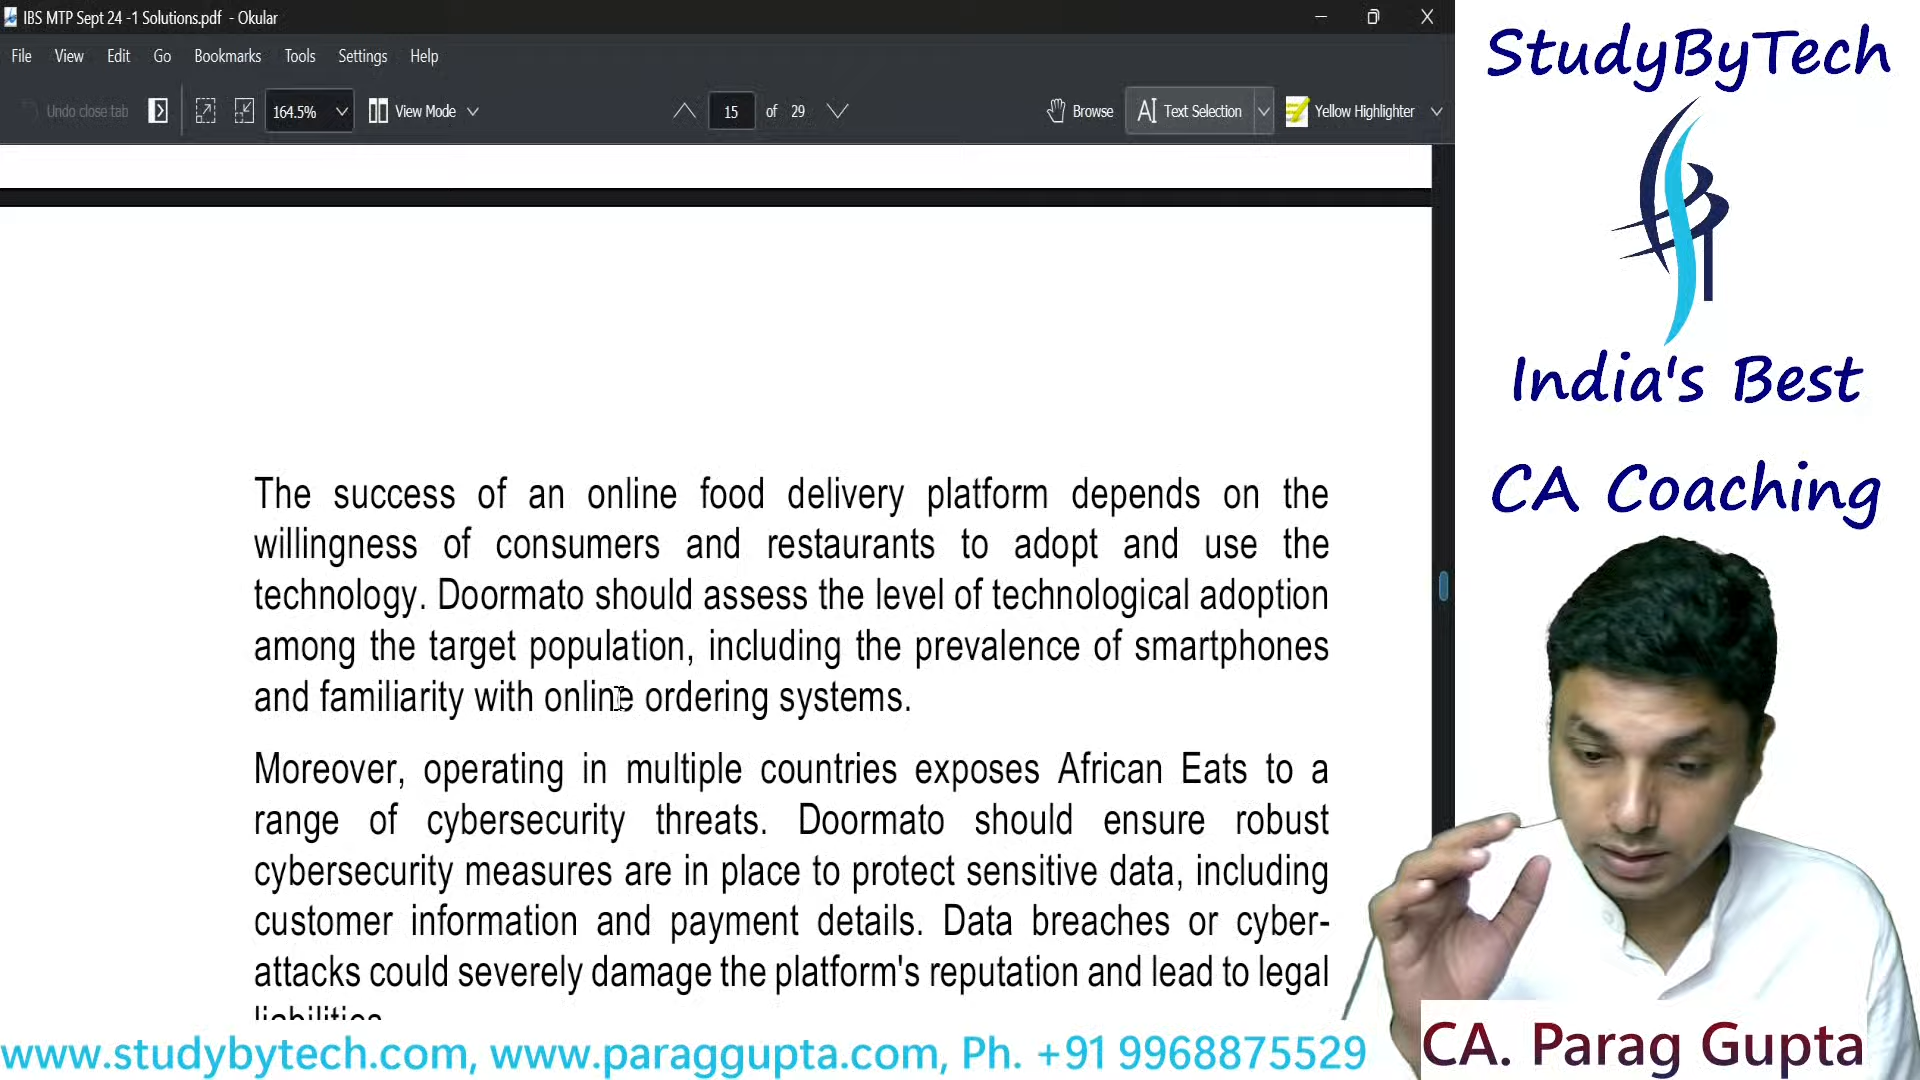 IBS MTP Sept 24 -1 Solutions.pdf - Okular
File View Edit Go Bookmarks Tools Settings Help
Undo close tab 164.5% View Mode 15 of 29 Browse Text Selection Yellow Highlighter
StudyByTech
India's Best
CA Coaching
The success of an online food delivery platform depends on the
willingness of consumers and restaurants to adopt and use the
technology. Doormato should assess the level of technological adoption
among the target population, including the prevalence of smartphones
and familiarity with online ordering systems.
Moreover, operating in multiple countries exposes African Eats to a
range of cybersecurity threats. Doormato should ensure robust
cybersecurity measures are in place to protect sensitive data, including
customer information and payment details. Data breaches or cyber-
attacks could severely damage the platform's reputation and lead to legal
liabilities
www.studybytech.com, www.paraggupta.com, Ph. +91 9968875529
CA. Parag Gupta